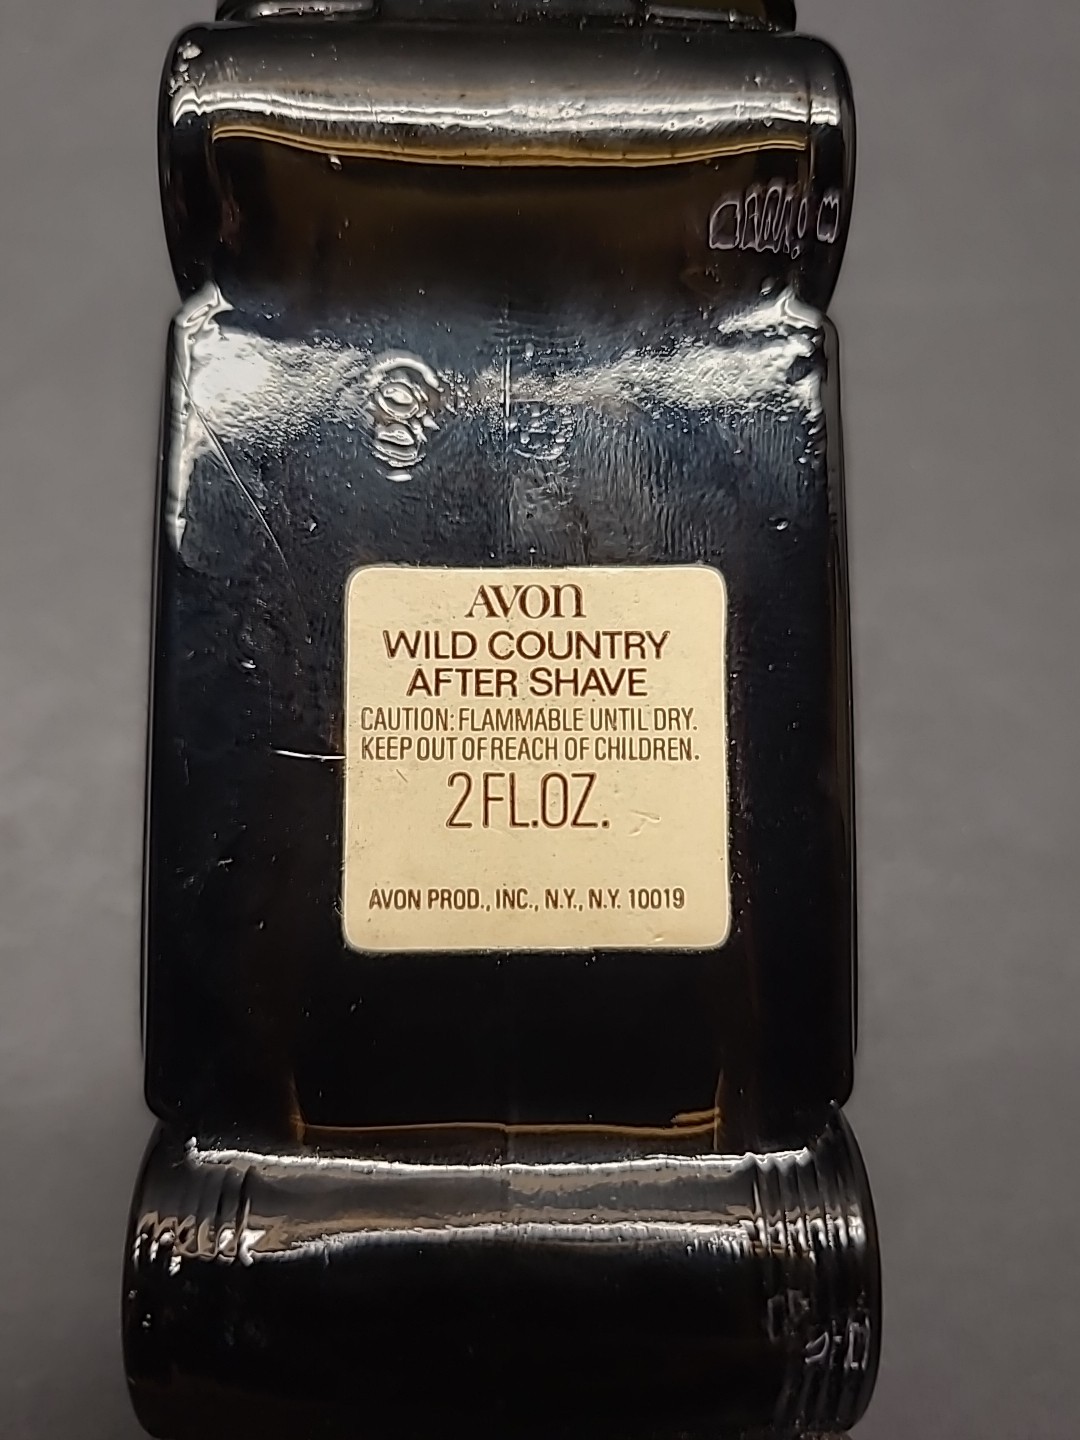 AVON
WILD COUNTRY
AFTER SHAVE
CAUTION: FLAMMABLE UNTIL DRY.
KEEP OUT OF REACH OF CHILDREN.
2 FL.OZ.
AVON PROD., INC., N.Y., N.Y. 10019